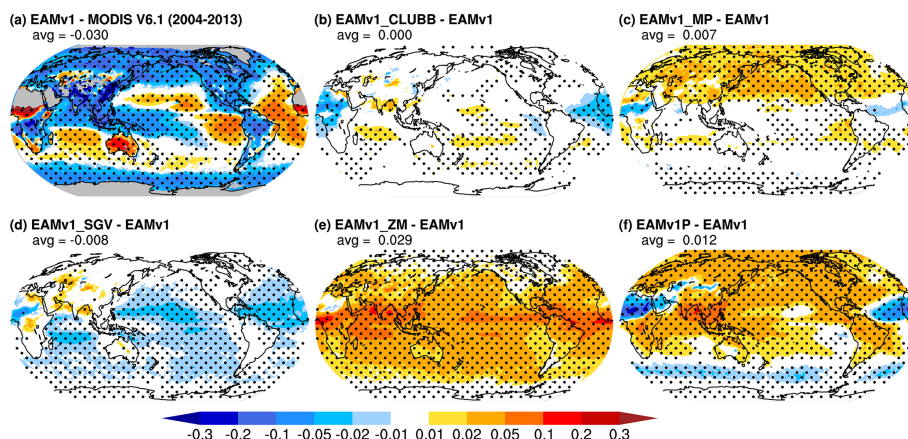 (a) EAMv1 - MODIS V6.1 (2004-2013)
avg = -0.030
(b) EAMv1_CLUBB - EAMv1
avg = 0.000
(c) EAMv1_MP - EAMv1
avg = 0.007
(d) EAMv1_SGV - EAMv1
avg = -0.008
(e) EAMv1_ZM - EAMv1
avg = 0.029
(f) EAMv1P - EAMv1
avg = 0.012
-0.3 -0.2 -0.1 -0.05 -0.02 -0.01 0.01 0.02 0.05 0.1 0.2 0.3